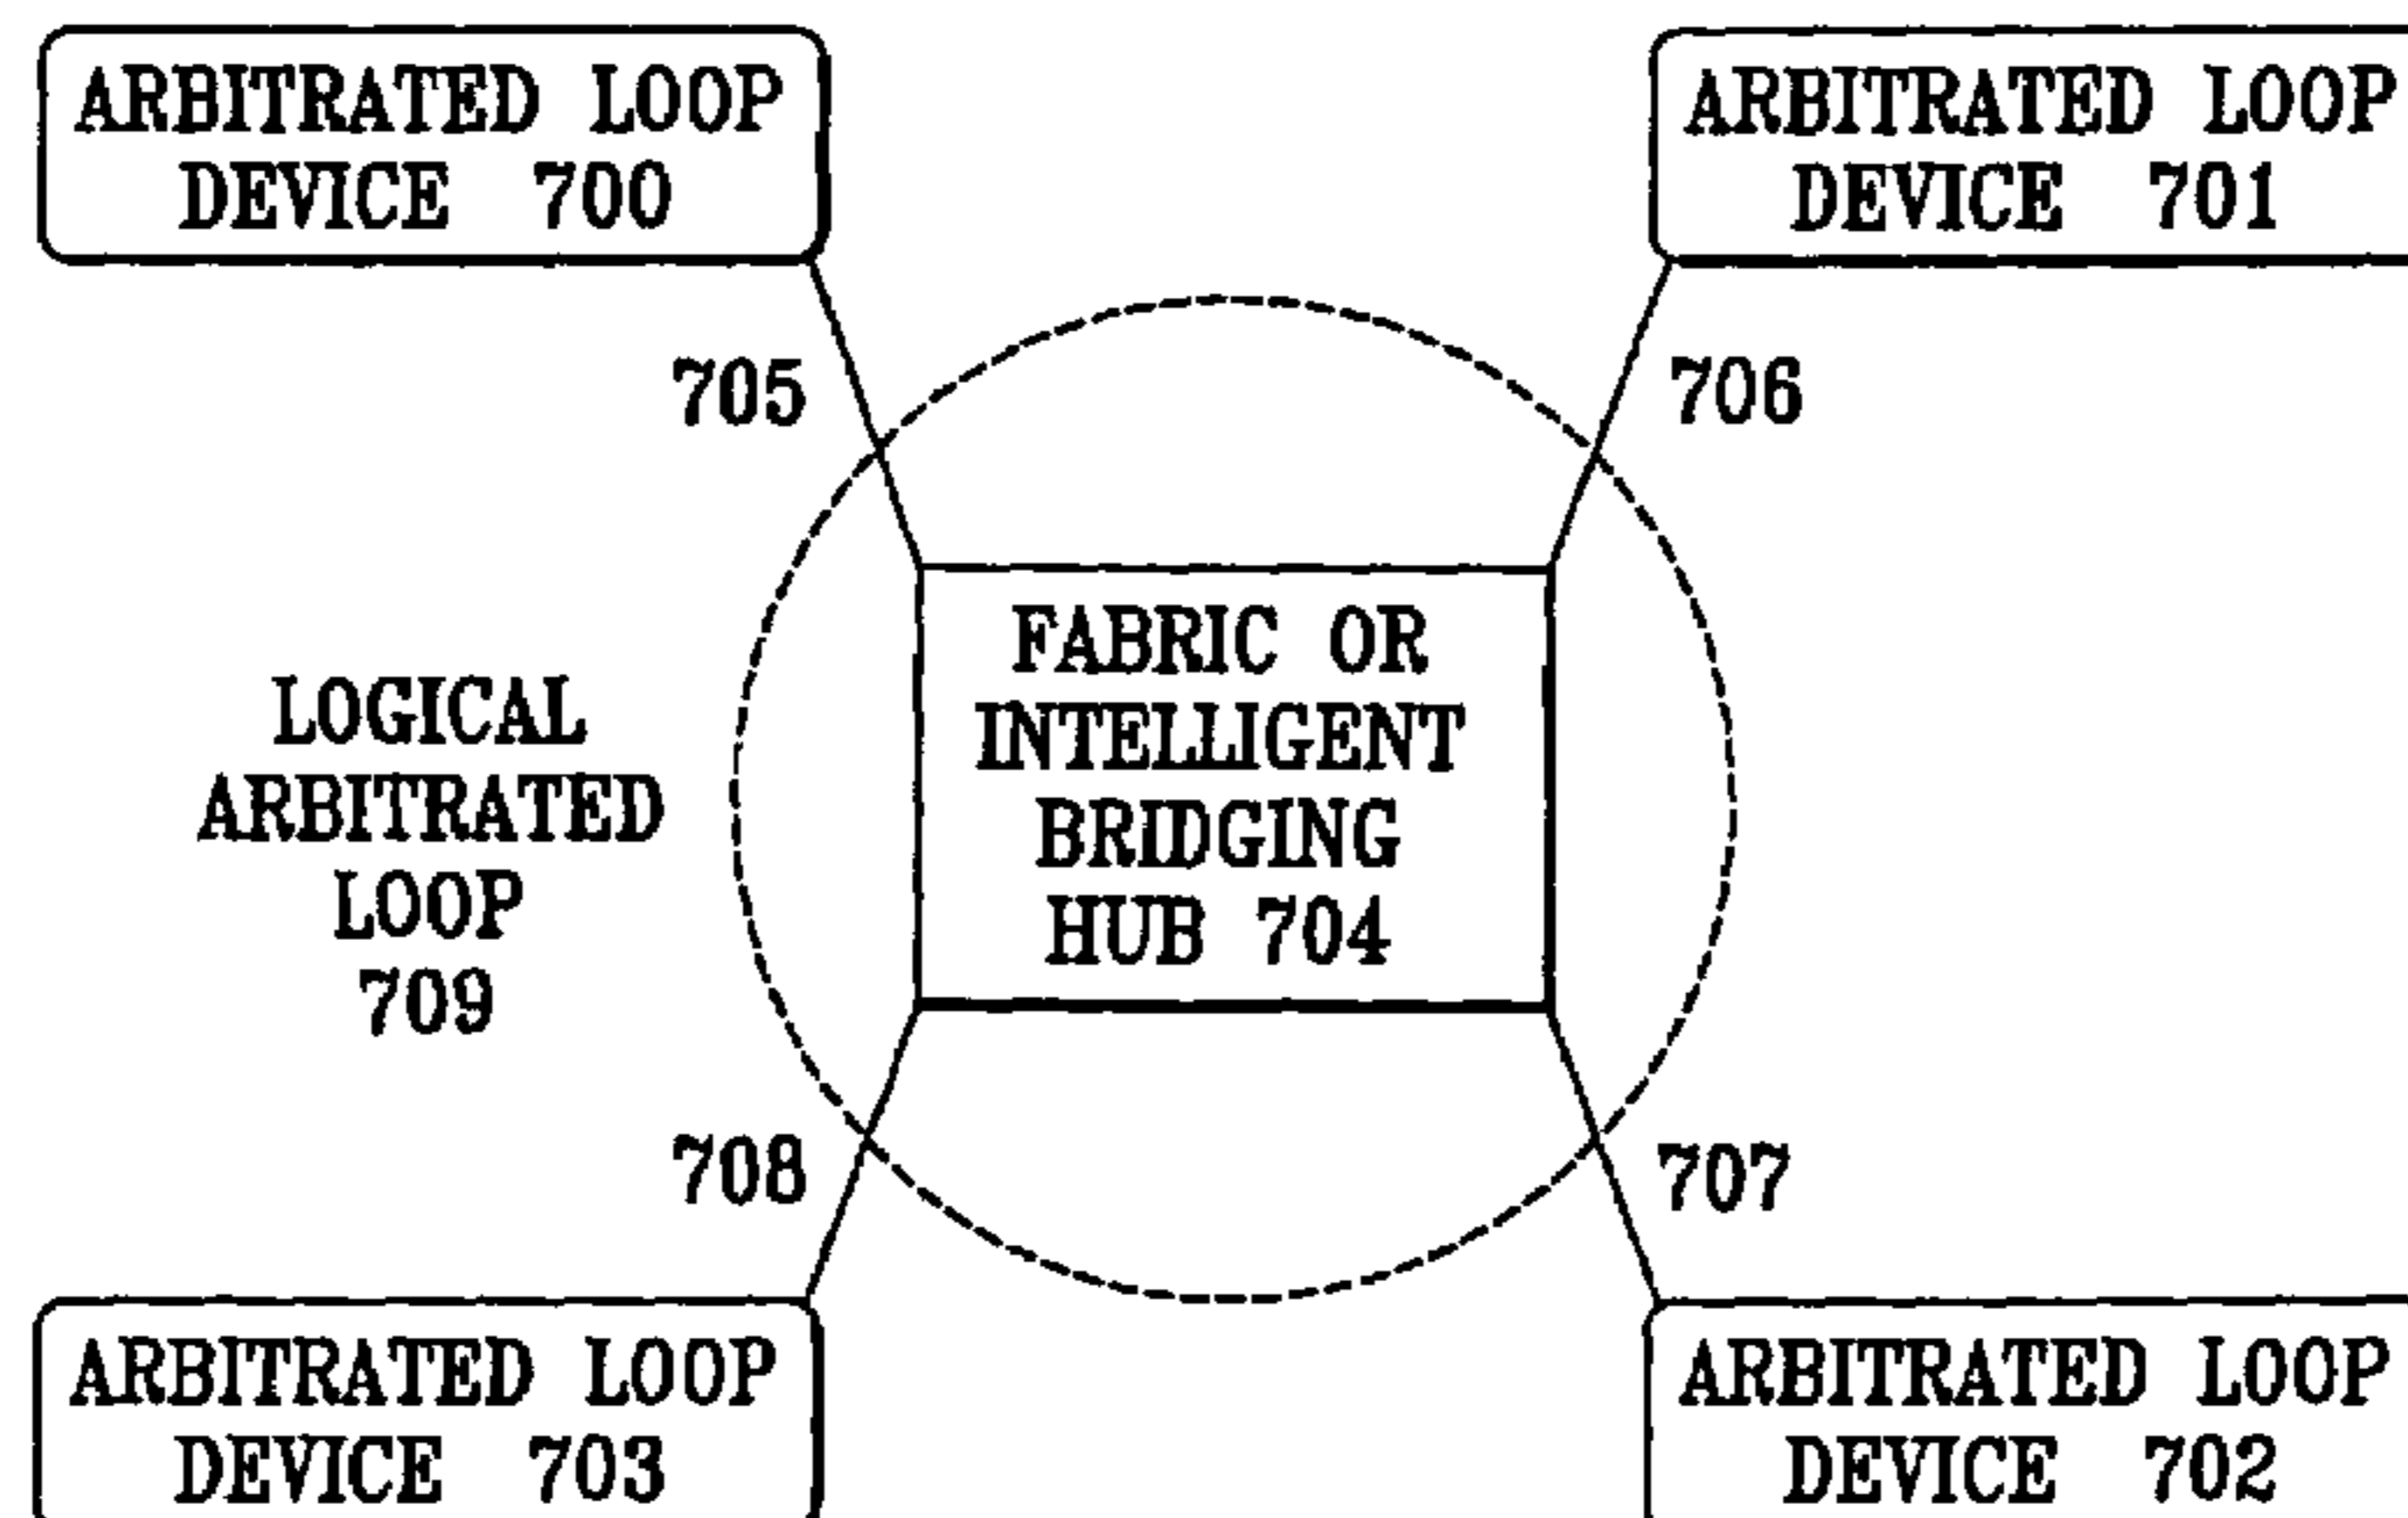 ARBITRATED LOOP
DEVICE 700
ARBITRATED LOOP
DEVICE 701
705
706
FABRIC OR
INTELLIGENT
BRIDGING
HUB 704
LOGICAL
ARBITRATED
LOOP
709
708
707
ARBITRATED LOOP
DEVICE 703
ARBITRATED LOOP
DEVICE 702